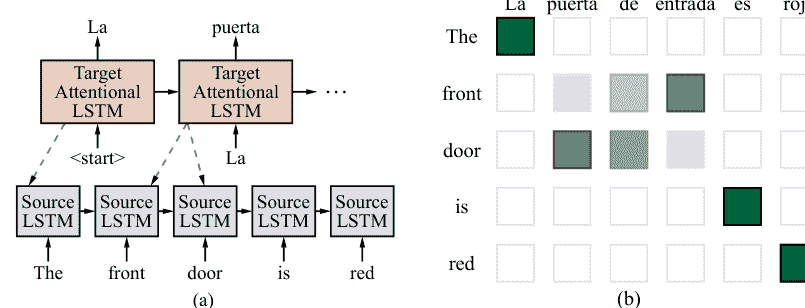 La
puerta
Target
Attentional
LSTM
Target
Attentional
LSTM
...
<start>
La
Source
LSTM
Source
LSTM
Source
LSTM
Source
LSTM
Source
LSTM
The
front
door
is
red
(a)
La puerta de entrada es
The
front
door
is
red
(b)